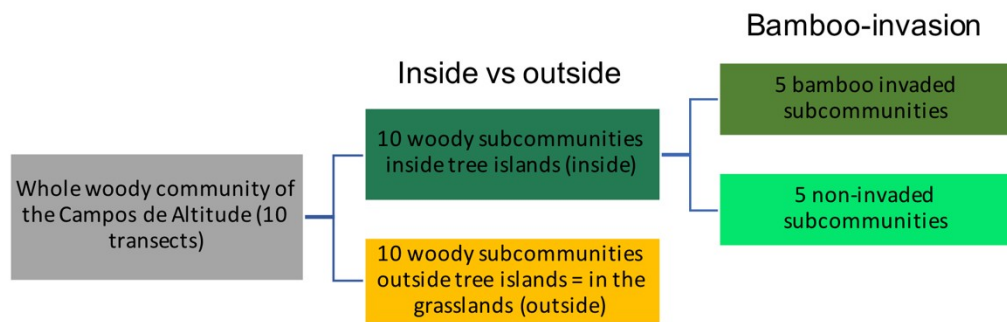 Bamboo-invasion
Inside vs outside
5 bamboo invaded
subcommunities
10 woody subcommunities
inside tree islands (inside)
Whole woody community of
the Campos de Altitude (10
transects)
5 non-invaded
subcommunities
10 woody subcommunities
outside tree islands = in the
grasslands (outside)